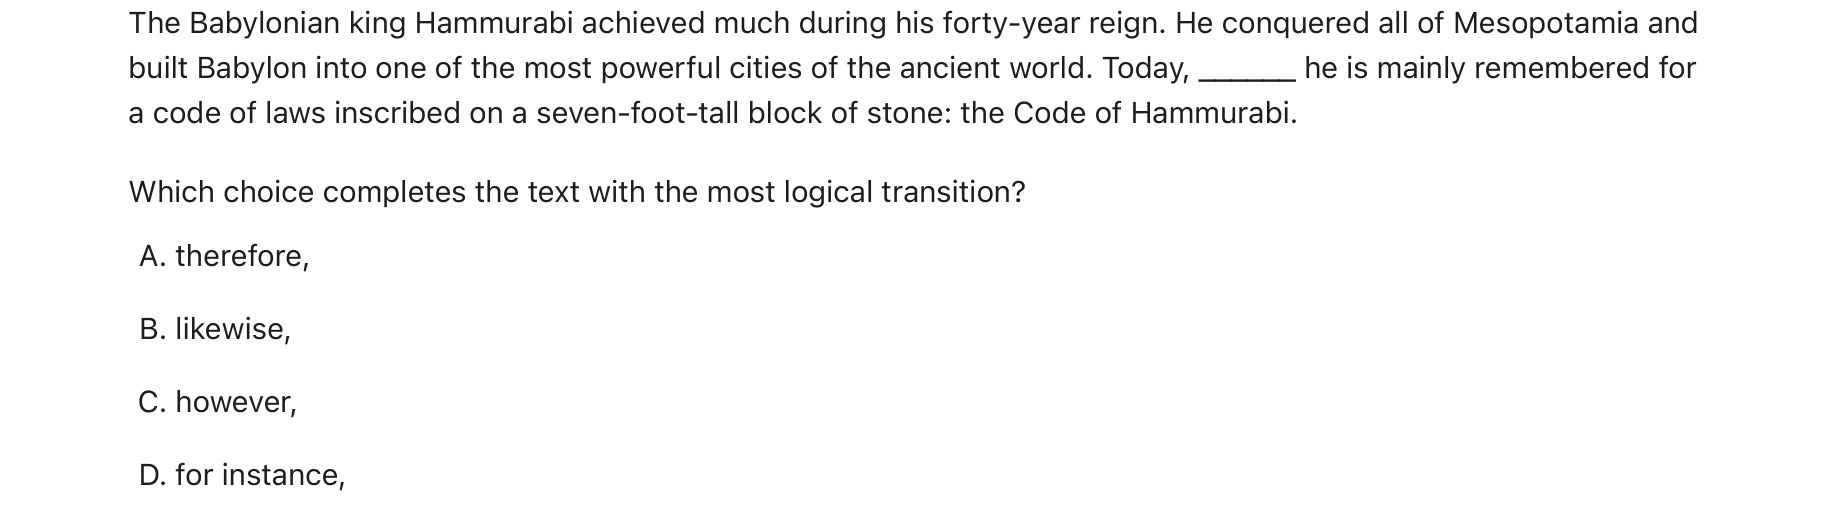 The Babylonian king Hammurabi achieved much during his forty-year reign. He conquered all of Mesopotamia and
built Babylon into one of the most powerful cities of the ancient world. Today, ______ he is mainly remembered for
a code of laws inscribed on a seven-foot-tall block of stone: the Code of Hammurabi.
Which choice completes the text with the most logical transition?
A. therefore,
B. likewise,
C. however,
D. for instance,